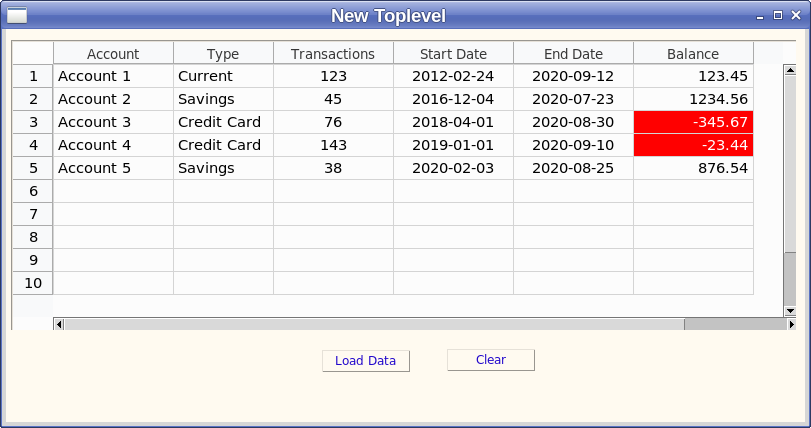 New Toplevel
Account Type Transactions Start Date End Date Balance
1 Account 1 Current 123 2012-02-24 2020-09-12 123.45
2 Account 2 Savings 45 2016-12-04 2020-07-23 1234.56
3 Account 3 Credit Card 76 2018-04-01 2020-08-30 -345.67
4 Account 4 Credit Card 143 2019-01-01 2020-09-10 -23.44
5 Account 5 Savings 38 2020-02-03 2020-08-25 876.54
6
7
8
9
10
Load Data Clear